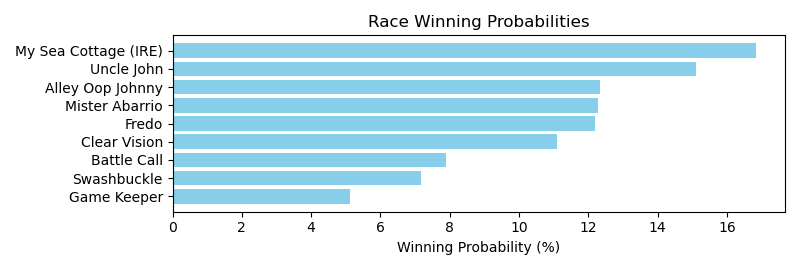 Race Winning Probabilities
My Sea Cottage (IRE)
Uncle John
Alley Oop Johnny
Mister Abarrio
Fredo
Clear Vision
Battle Call
Swashbuckle
Game Keeper
0 2 4 6 8 10 12 14 16
Winning Probability (%)